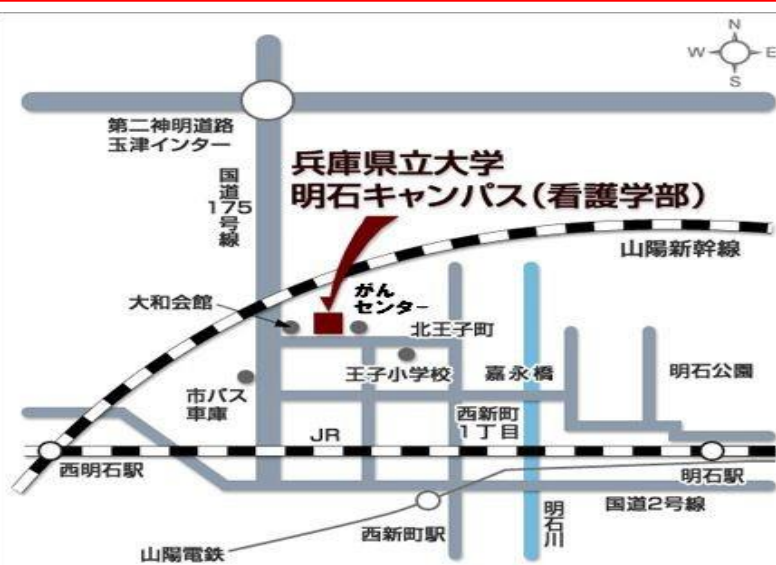 N
W
E
S
第二神明道路
玉津インター
国道175号線
兵庫県立大学
明石キャンパス(看護学部)
山陽新幹線
大和会館
がん
センター
北王子町
王子小学校
嘉永橋
明石公園
市バス
車庫
西新町
1丁目
JR
西明石駅
明石駅
国道2号線
明石川
西新町駅
山陽電鉄